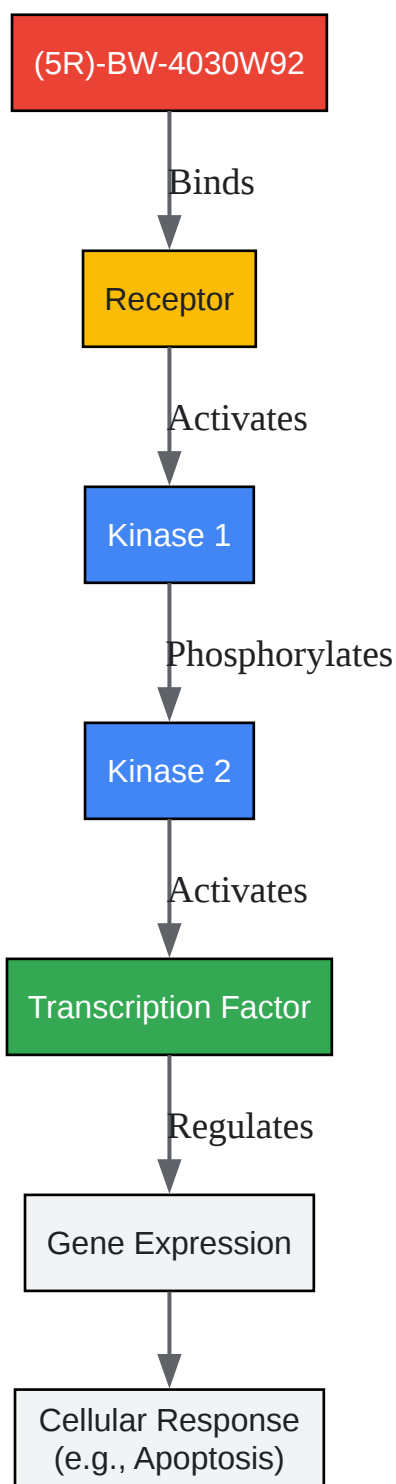 (5R)-BW-4030W92
Binds
Receptor
Activates
Kinase 1
Phosphorylates
Kinase 2
Activates
Transcription Factor
Regulates
Gene Expression
Cellular Response
(e.g., Apoptosis)